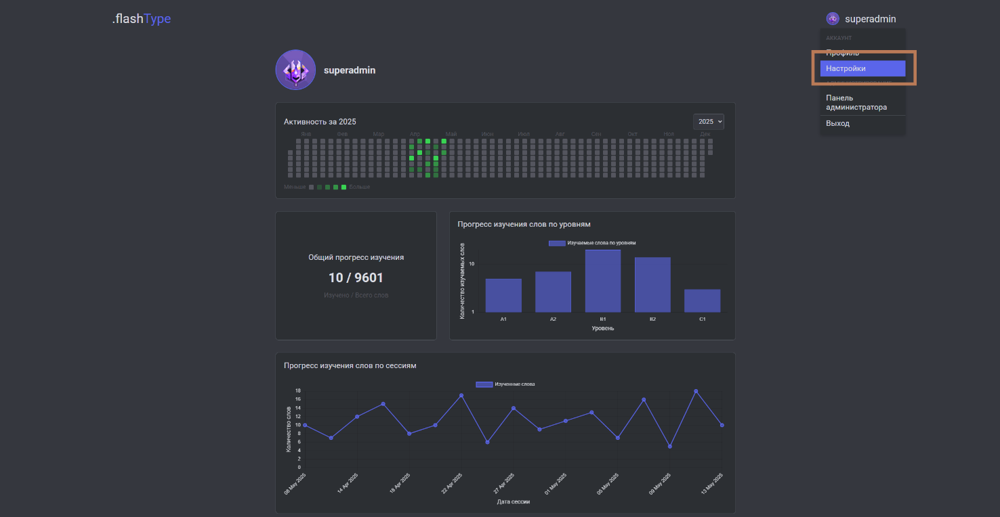 .flashType
superadmin
АККАУНТ
Профиль
Настройки
АДМИНИСТРИРОВАНИЕ
Панель
администратора
Выход
superadmin
Активность за 2025
2025
Янв Фев Мар Апр Май Июн Июл Авг Сен Окт Ноя Дек
Меньше Больше
Общий прогресс изучения
10 / 9601
Изучено / Всего слов
Прогресс изучения слов по уровням
Изучаемые слова по уровням
Количество изучаемых слов
10
1
A1 A2 B1 B2 C1
Уровень
Прогресс изучения слов по сессиям
Изученные слова
Количество слов
18
16
14
12
10
8
6
4
2
0
08 May 2025 14 Apr 2025 18 Apr 2025 22 Apr 2025 27 Apr 2025 01 May 2025 05 May 2025 09 May 2025 13 May 2025
Дата сессии